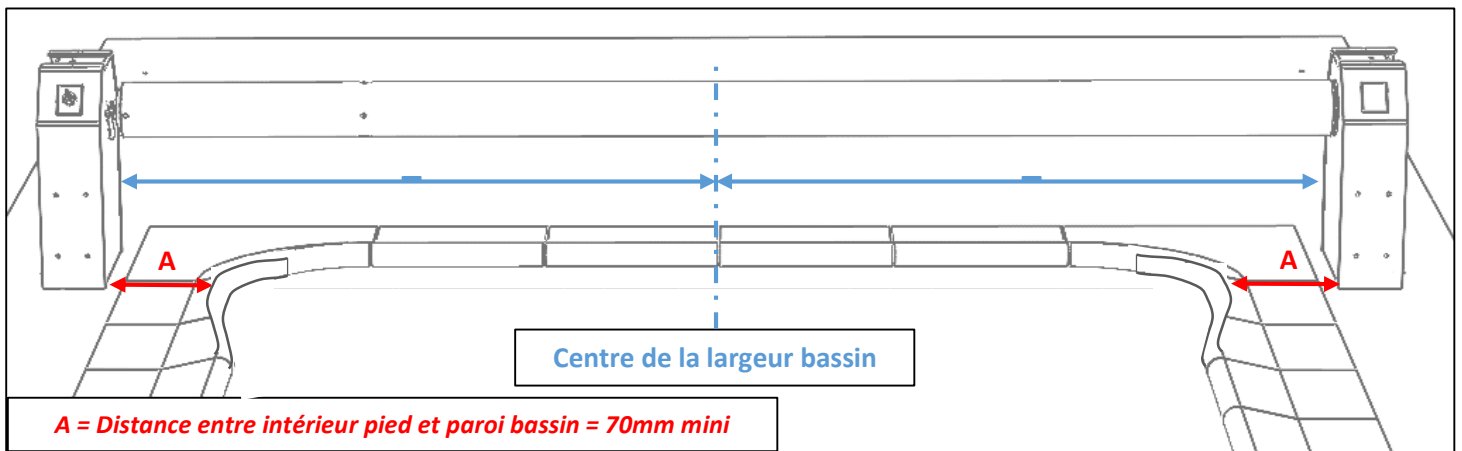 A
A
Centre de la largeur bassin
A = Distance entre intérieur pied et paroi bassin = 70mm mini